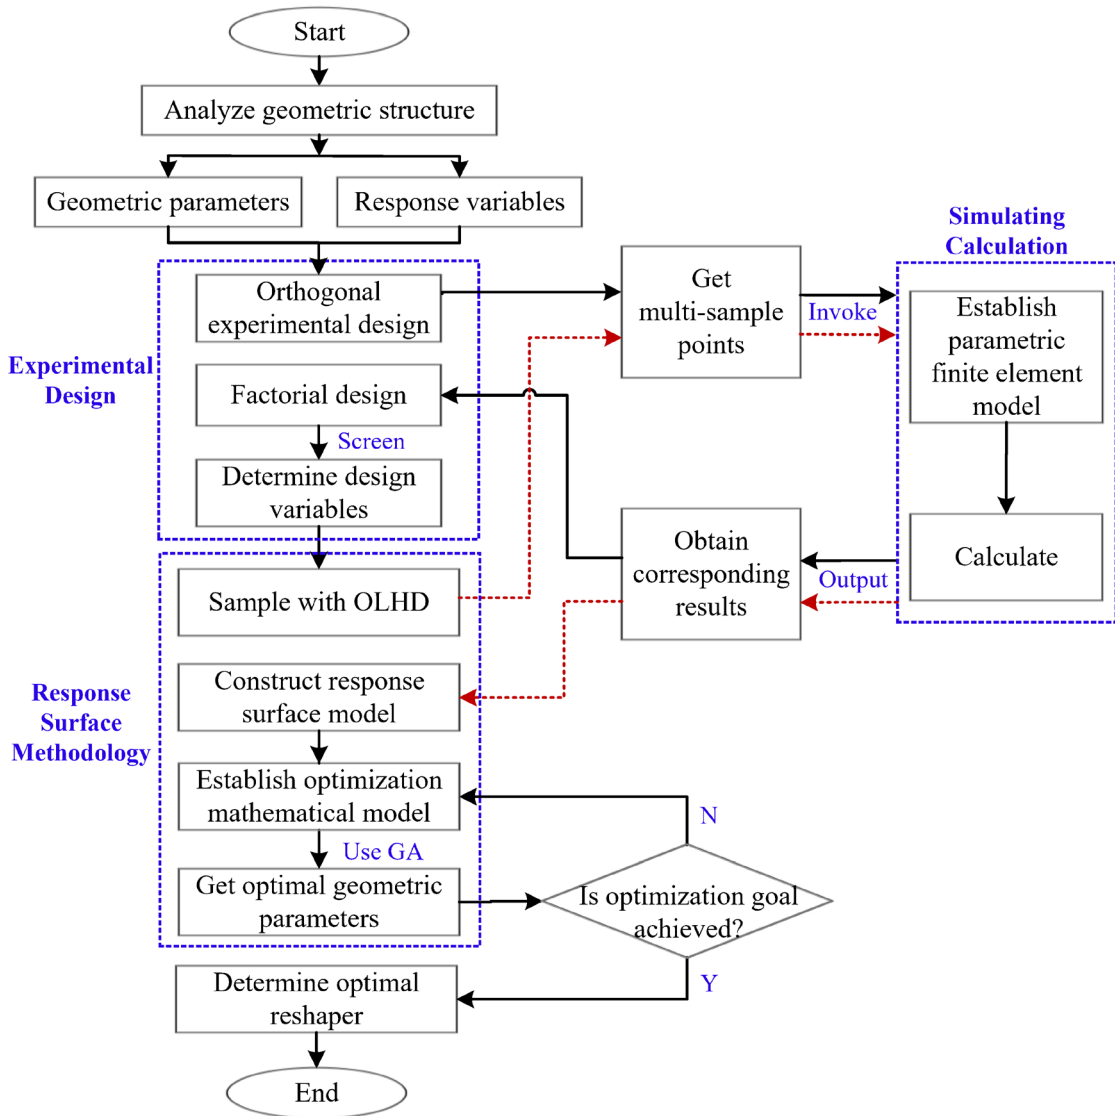 Start
Analyze geometric structure
Geometric parameters
Response variables
Simulating
Calculation
Orthogonal
experimental design
Get
multi-sample
points
Invoke
Establish
parametric
finite element
model
Experimental
Design
Factorial design
Screen
Determine design
variables
Obtain
corresponding
results
Output
Calculate
Sample with OLHD
Response
Surface
Methodology
Construct response
surface model
Establish optimization
mathematical model
Use GA
Get optimal geometric
parameters
N
Is optimization goal
achieved?
Y
Determine optimal
reshaper
End